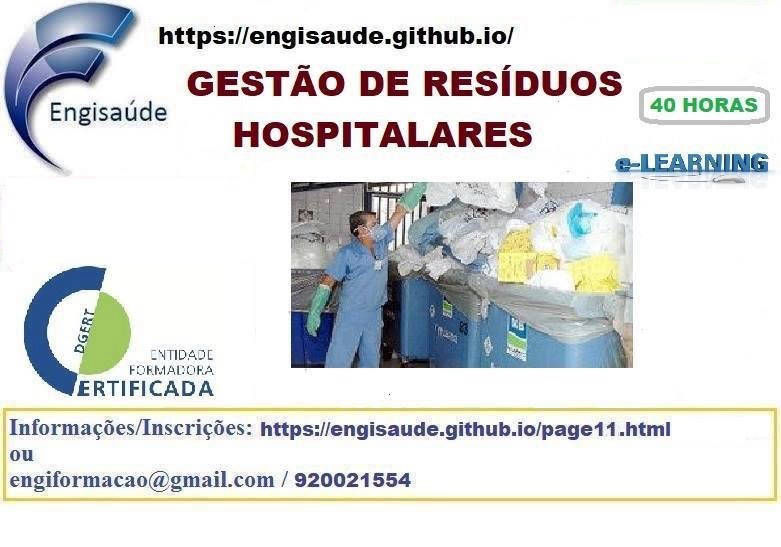 https://engisaude.github.io/
Engisaúde
GESTÃO DE RESÍDUOS
HOSPITALARES
40 HORAS
e-LEARNING
DGERT
ENTIDADE
FORMADORA
CERTIFICADA
Informações/Inscrições: https://engisaude.github.io/page11.html
ou
engiformacao@gmail.com / 920021554